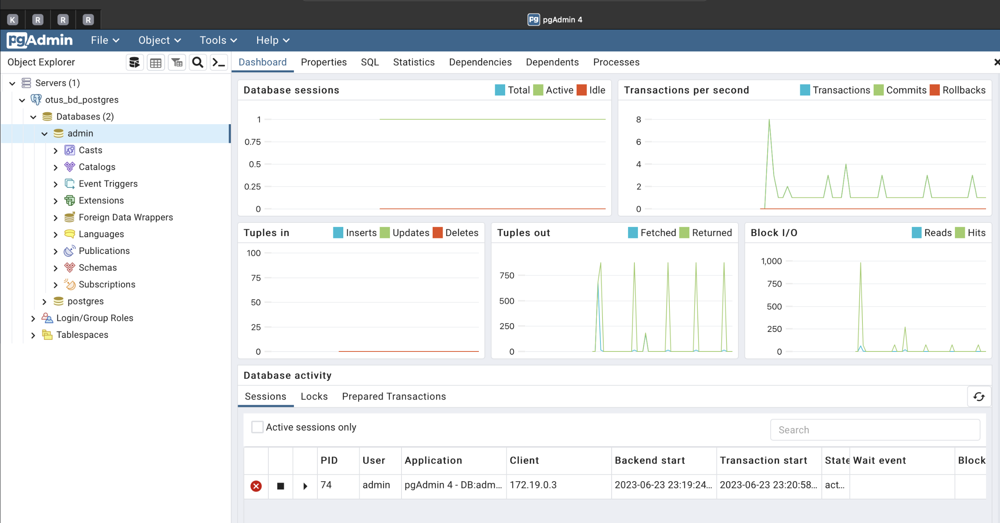 K
R
R
R
pg pgAdmin 4
pgAdmin File Object Tools Help
Object Explorer
Dashboard Properties SQL Statistics Dependencies Dependents Processes
Servers (1)
otus_bd_postgres
Databases (2)
admin
Casts
Catalogs
Event Triggers
Extensions
Foreign Data Wrappers
Languages
Publications
Schemas
Subscriptions
postgres
Login/Group Roles
Tablespaces
Database sessions Total Active Idle
1
0.75
0.5
0.25
0
Transactions per second Transactions Commits Rollbacks
8
6
4
2
0
Tuples in Inserts Updates Deletes
100
75
50
25
0
Tuples out Fetched Returned
750
500
250
0
Block I/O Reads Hits
1,000
750
500
250
0
Database activity
Sessions Locks Prepared Transactions
Active sessions only
Search
PID User Application Client Backend start Transaction start State Wait event Block
74 admin pgAdmin 4 - DB:adm... 172.19.0.3 2023-06-23 23:19:24... 2023-06-23 23:20:58... act...